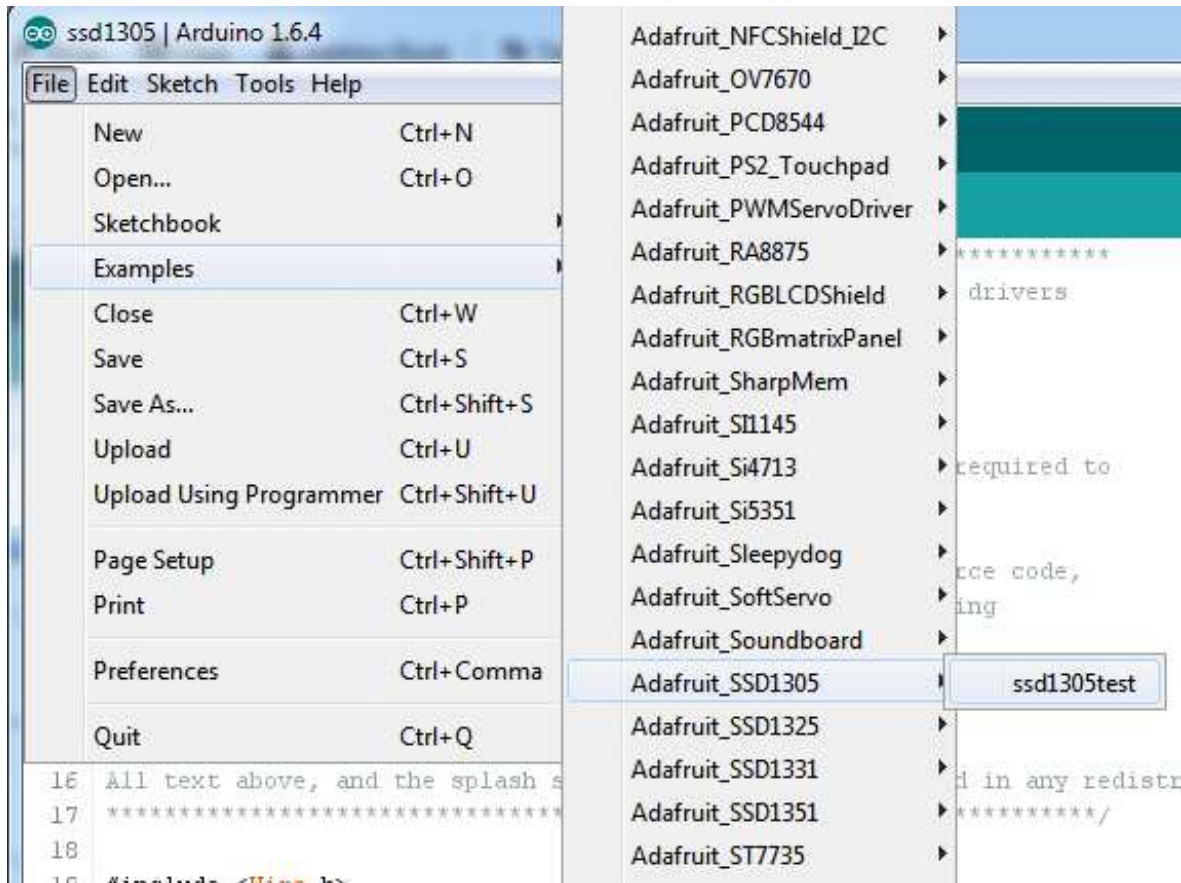 ssd1305 | Arduino 1.6.4
File Edit Sketch Tools Help
New Ctrl+N
Open... Ctrl+O
Sketchbook
Examples
Close Ctrl+W
Save Ctrl+S
Save As... Ctrl+Shift+S
Upload Ctrl+U
Upload Using Programmer Ctrl+Shift+U
Page Setup Ctrl+Shift+P
Print Ctrl+P
Preferences Ctrl+Comma
Quit Ctrl+Q
Adafruit_NFCShield_I2C
Adafruit_OV7670
Adafruit_PCD8544
Adafruit_PS2_Touchpad
Adafruit_PWMServoDriver
Adafruit_RA8875
Adafruit_RGBLCDShield
Adafruit_RGBmatrixPanel
Adafruit_SharpMem
Adafruit_SI1145
Adafruit_Si4713
Adafruit_Si5351
Adafruit_Sleepydog
Adafruit_SoftServo
Adafruit_Soundboard
Adafruit_SSD1305
Adafruit_SSD1325
Adafruit_SSD1331
Adafruit_SSD1351
Adafruit_ST7735
ssd1305test
***********
drivers
required to
rce code,
ing
16 All text above, and the splash s d in any redistr
17 ******************************** **********/
18
#include <Wire.h>